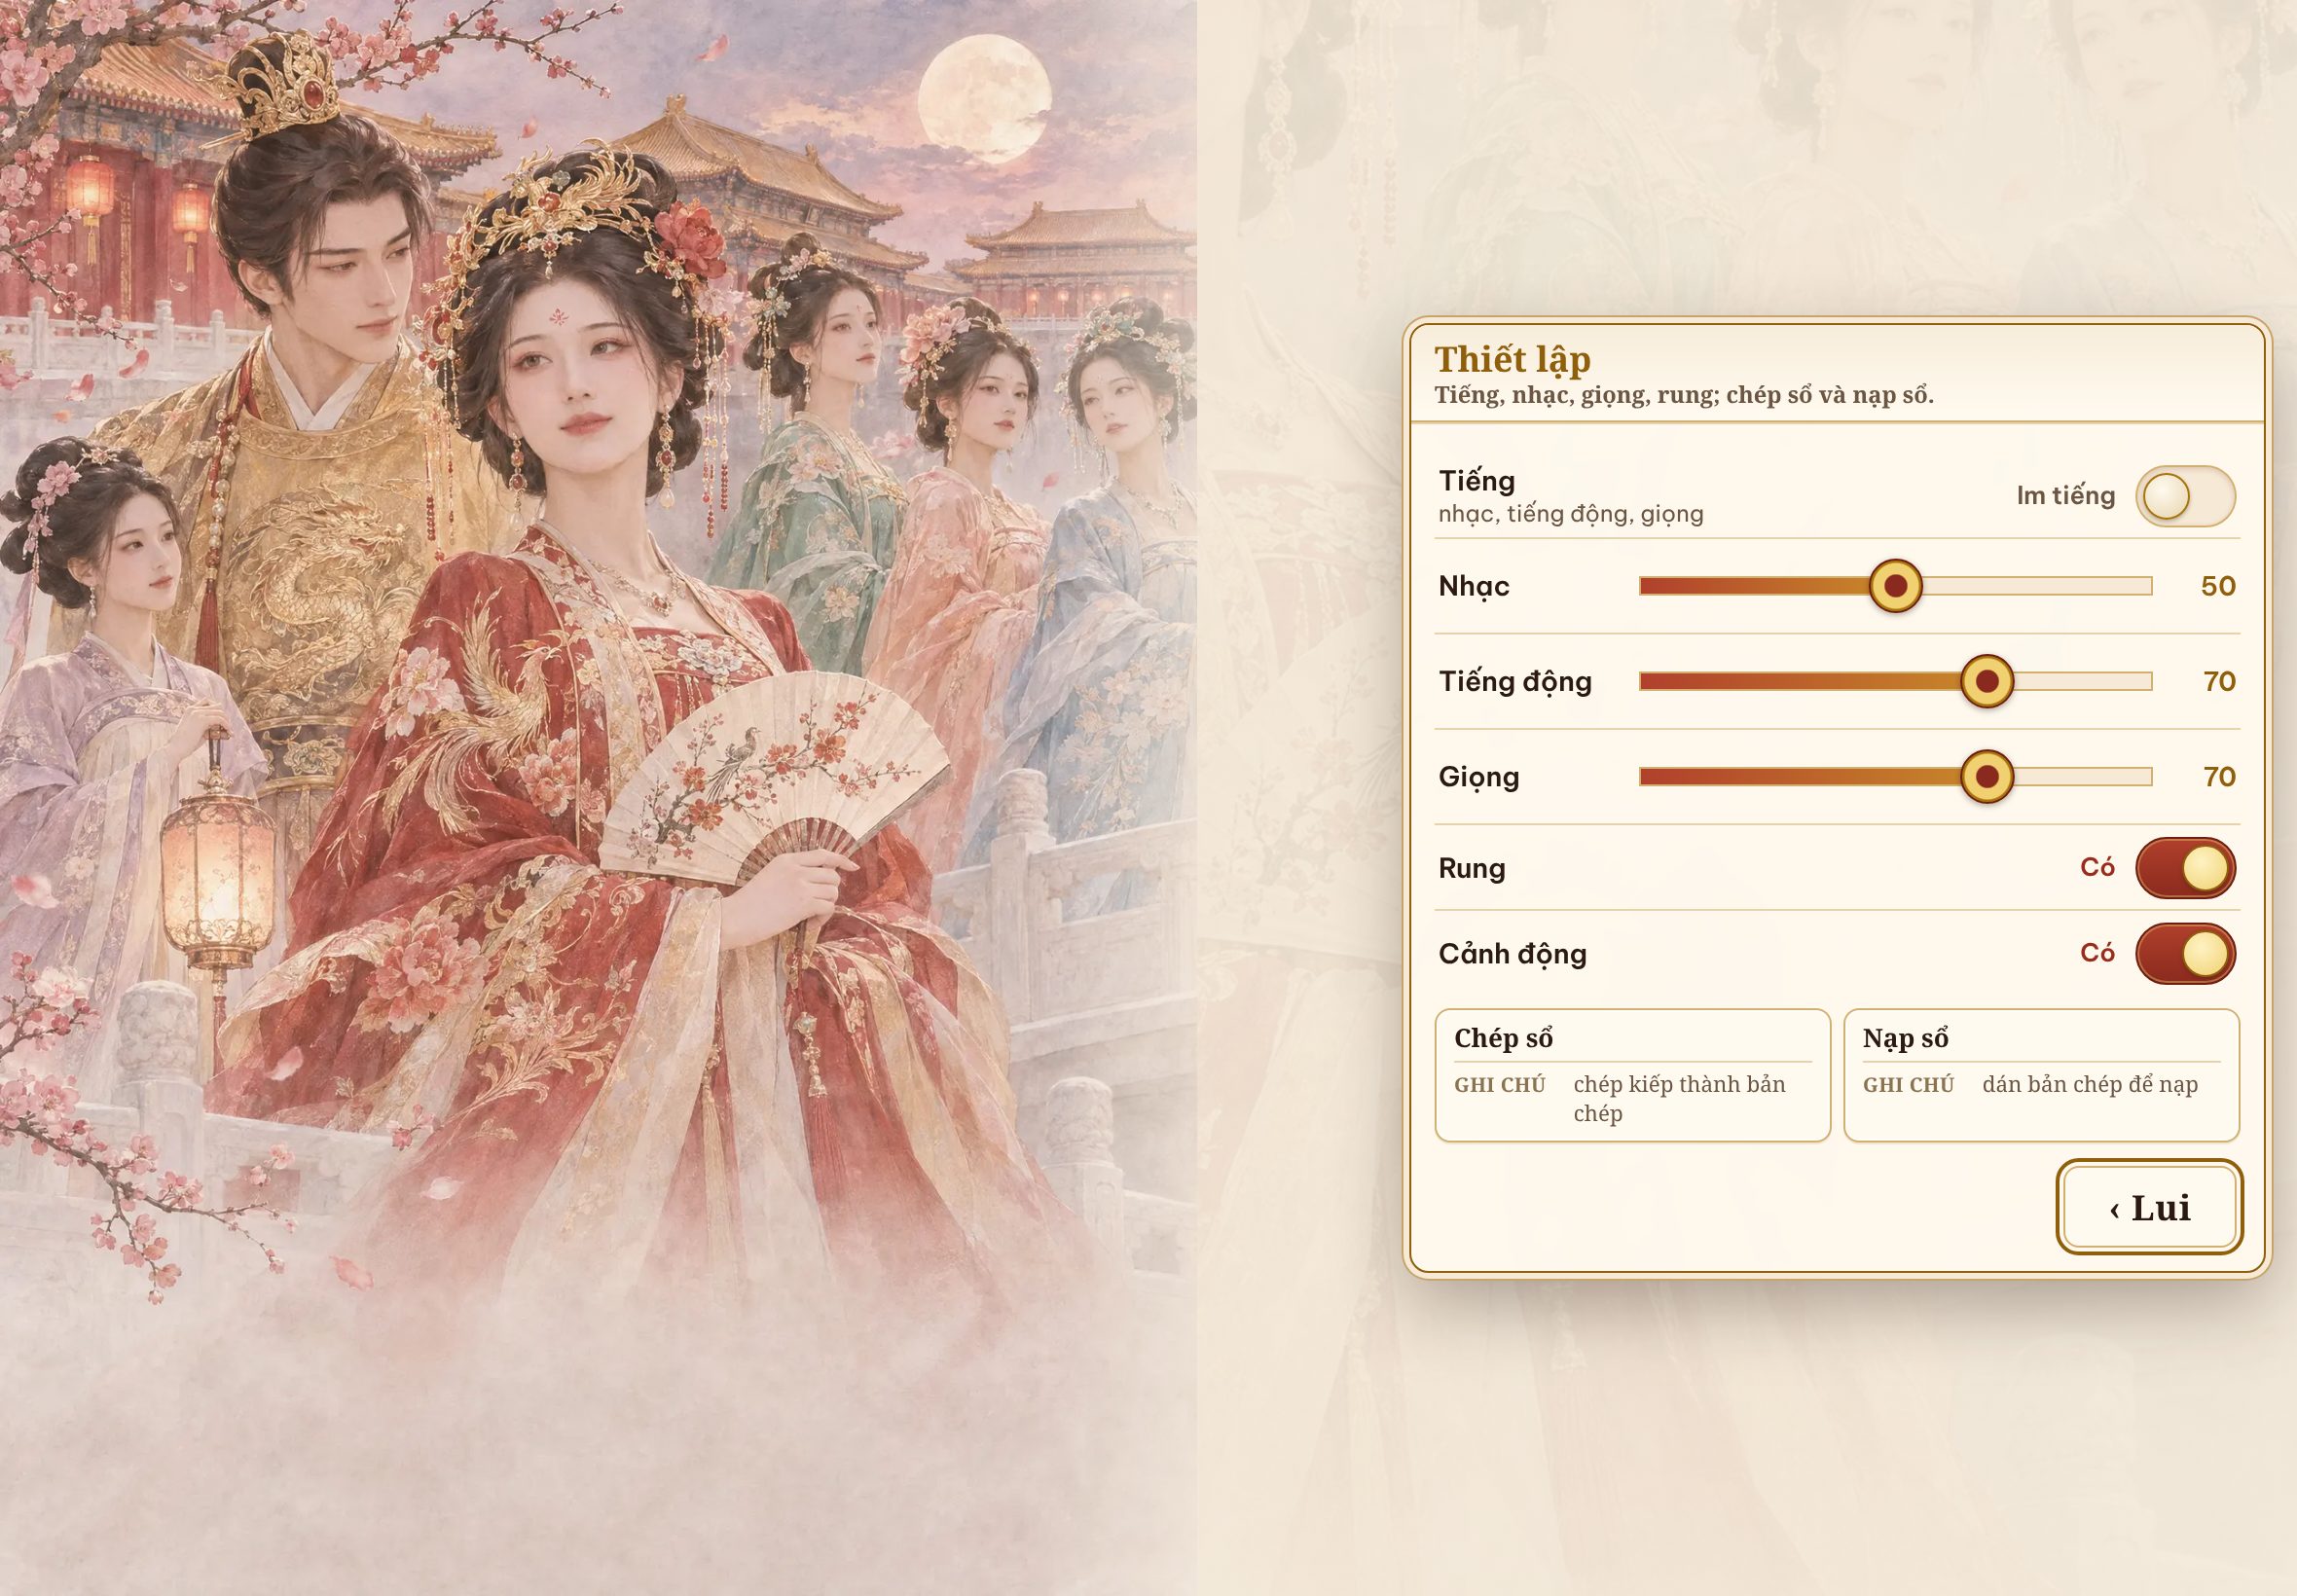 Thiết lập
Tiếng, nhạc, giọng, rung; chép sổ và nạp sổ.
Tiếng
nhạc, tiếng động, giọng
Im tiếng
Nhạc
50
Tiếng động
70
Giọng
70
Rung
Có
Cảnh động
Có
Chép sổ
GHI CHÚ chép kiếp thành bản
chép
Nạp sổ
GHI CHÚ dán bản chép để nạp
‹ Lui